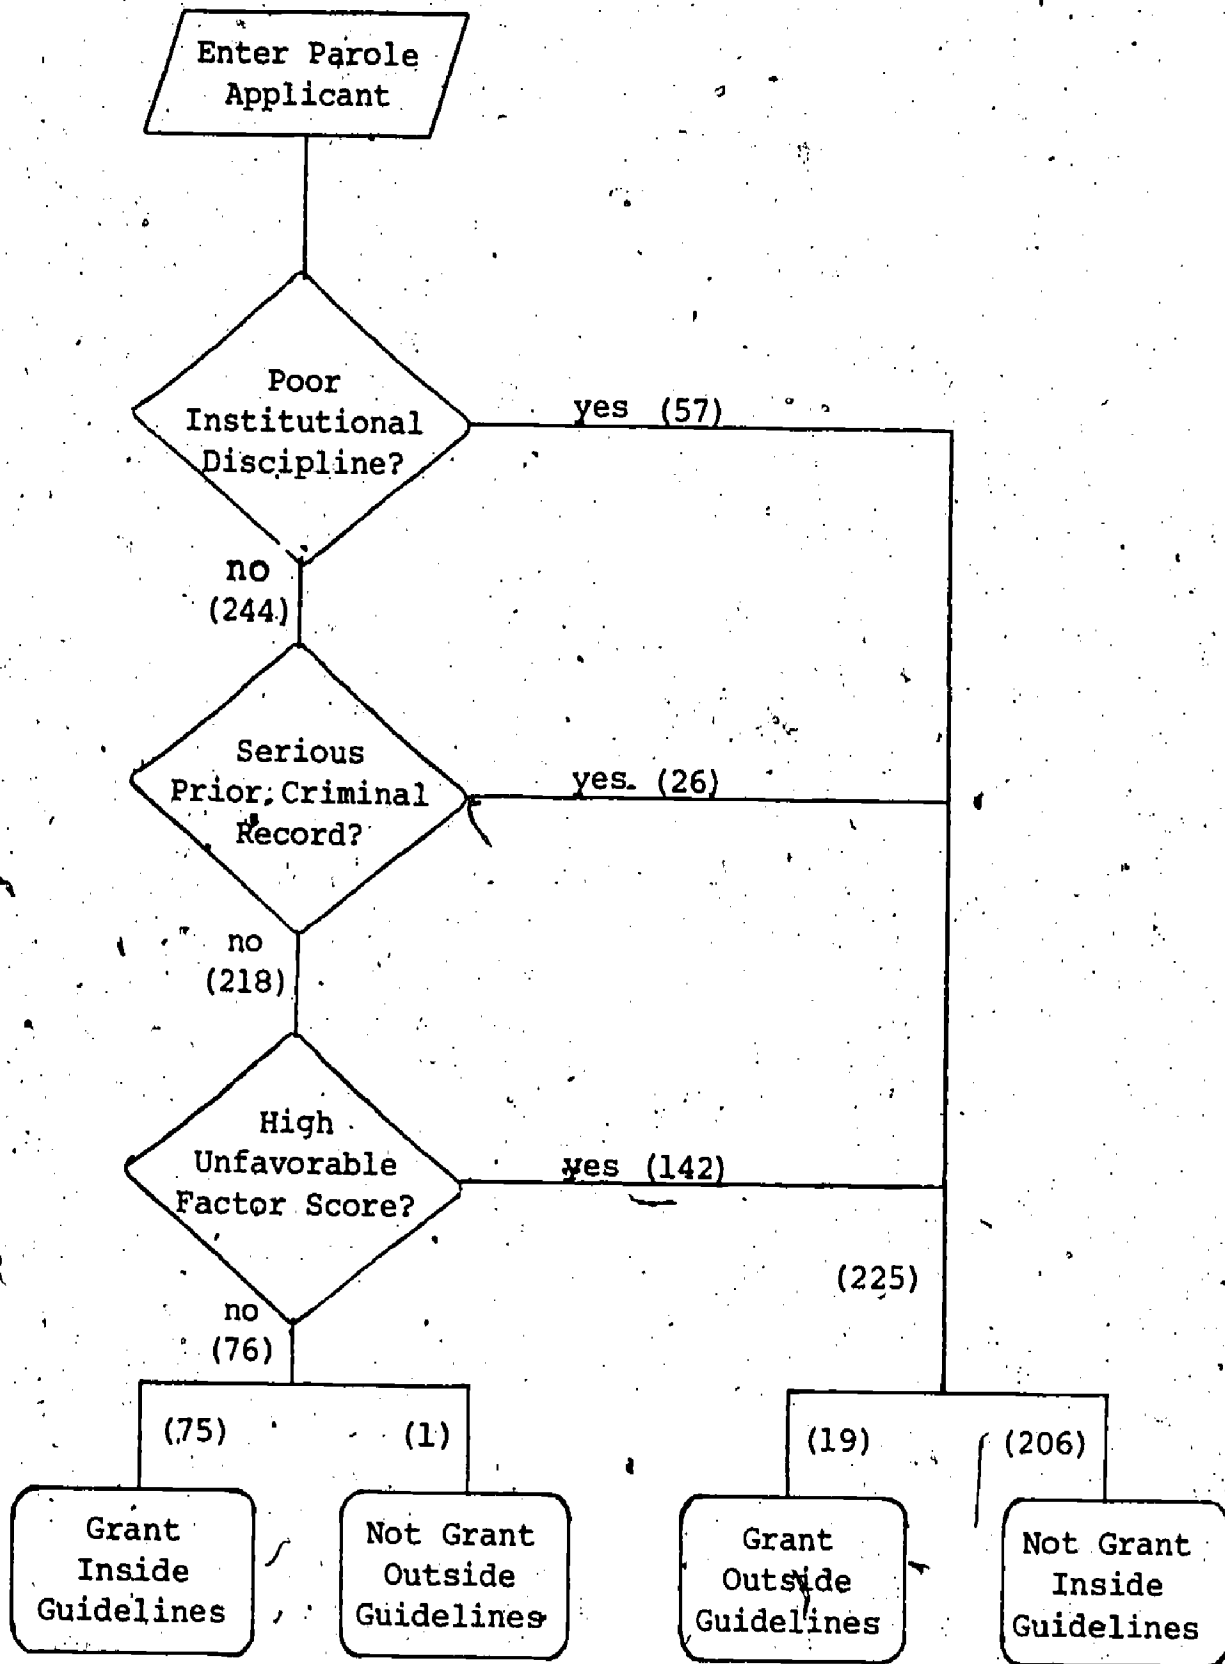 Enter Parole
Applicant
Poor
Institutional
Discipline?
yes (57)
no
(244)
Serious
Prior Criminal
Record?
yes (26)
no
(218)
High
Unfavorable
Factor Score?
yes (142)
(225)
no
(76)
(75)
(1)
(19)
(206)
Grant
Inside
Guidelines
Not Grant
Outside
Guidelines
Grant
Outside
Guidelines
Not Grant
Inside
Guidelines